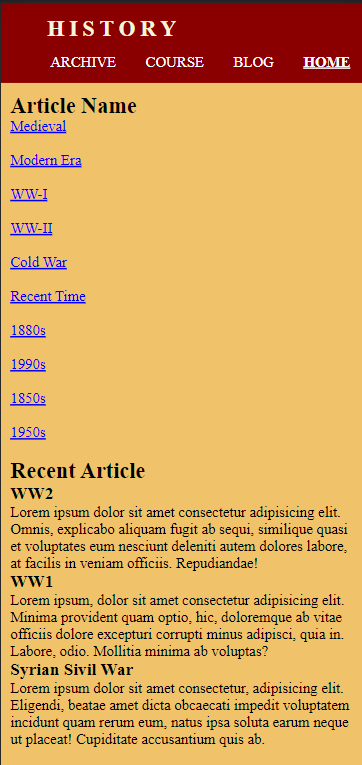 HISTORY
ARCHIVE COURSE BLOG HOME
Article Name
Medieval
Modern Era
WW-I
WW-II
Cold War
Recent Time
1880s
1990s
1850s
1950s
Recent Article
WW2
Lorem ipsum dolor sit amet consectetur adipisicing elit.
Omnis, explicabo aliquam fugit ab sequi, similique quasi
et voluptates eum nesciunt deleniti autem dolores labore,
at facilis in veniam officiis. Repudiandae!
WW1
Lorem ipsum, dolor sit amet consectetur adipisicing elit.
Minima provident quam optio, hic, doloremque ab vitae
officiis dolore excepturi corrupti minus adipisci, quia in.
Labore, odio. Mollitia minima ab voluptas?
Syrian Sivil War
Lorem ipsum dolor sit amet consectetur, adipisicing elit.
Eligendi, beatae amet dicta obcaecati impedit voluptatem
incidunt quam rerum eum, natus ipsa soluta earum neque
ut placeat! Cupiditate accusantium quis ab.